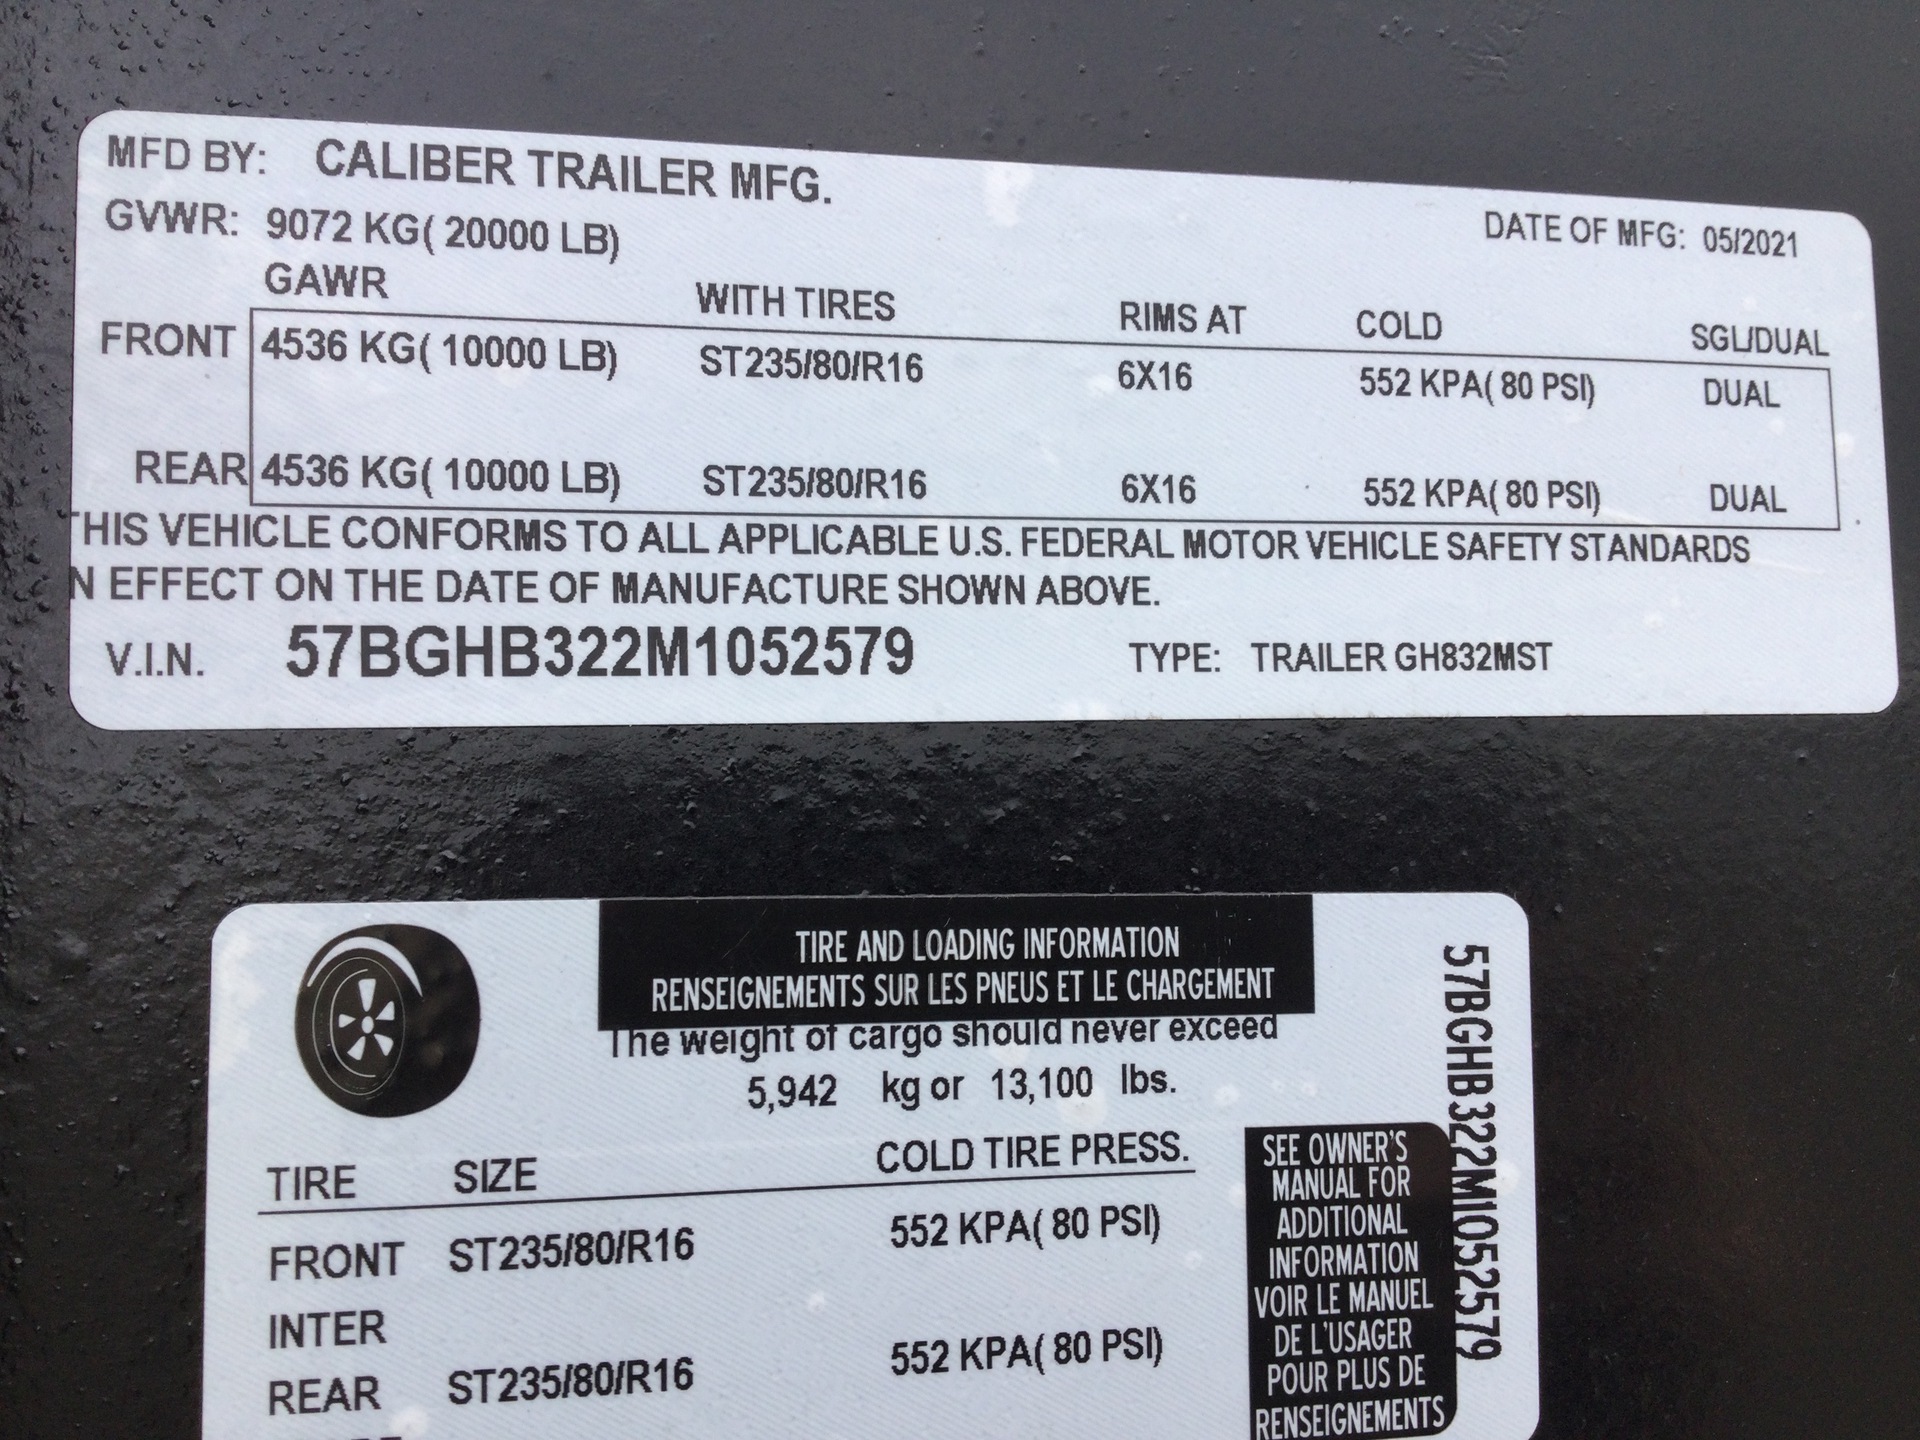 MFD BY: CALIBER TRAILER MFG.
GVWR: 9072 KG( 20000 LB) DATE OF MFG: 05/2021
GAWR WITH TIRES RIMS AT COLD SGL/DUAL
FRONT 4536 KG( 10000 LB) ST235/80/R16 6X16 552 KPA( 80 PSI) DUAL
REAR 4536 KG( 10000 LB) ST235/80/R16 6X16 552 KPA( 80 PSI) DUAL
THIS VEHICLE CONFORMS TO ALL APPLICABLE U.S. FEDERAL MOTOR VEHICLE SAFETY STANDARDS
N EFFECT ON THE DATE OF MANUFACTURE SHOWN ABOVE.
V.I.N. 57BGHB322M1052579 TYPE: TRAILER GH832MST
TIRE AND LOADING INFORMATION
RENSEIGNEMENTS SUR LES PNEUS ET LE CHARGEMENT
The weight of cargo should never exceed
5,942 kg or 13,100 lbs.
TIRE SIZE COLD TIRE PRESS.
FRONT ST235/80/R16 552 KPA( 80 PSI)
INTER
REAR ST235/80/R16 552 KPA( 80 PSI)
SEE OWNER'S
MANUAL FOR
ADDITIONAL
INFORMATION
VOIR LE MANUEL
DE L'USAGER
POUR PLUS DE
RENSEIGNEMENTS
57BGHB322M1052579